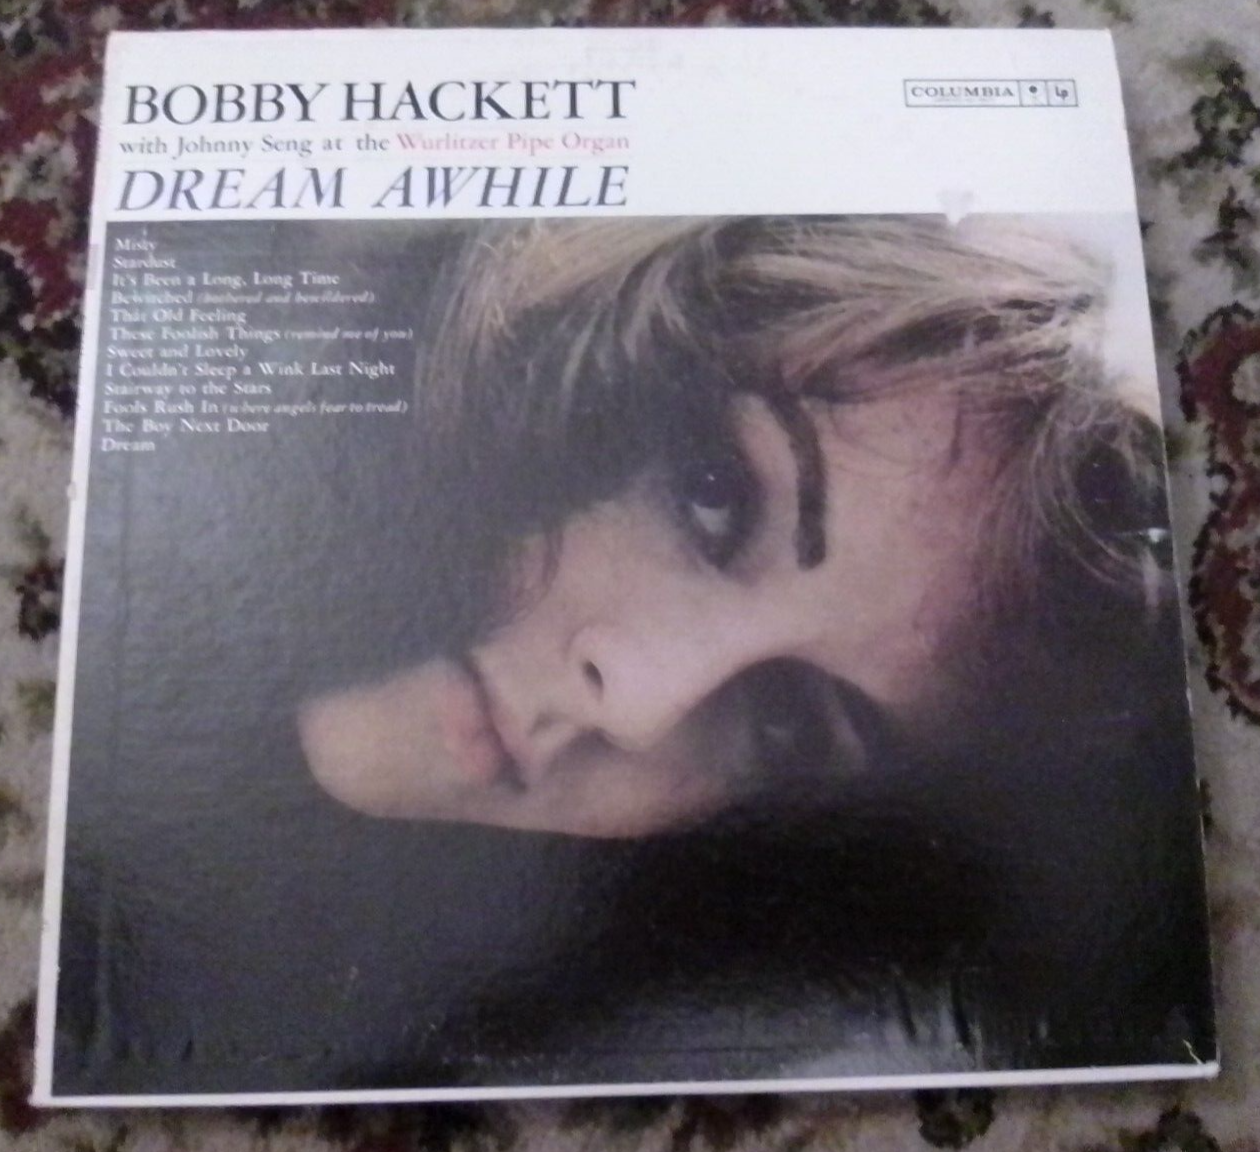 BOBBY HACKETT
with Johnny Seng at the Wurlitzer Pipe Organ
DREAM AWHILE
COLUMBIA
Lp
Misty
Stardust
It's Been a Long, Long Time
Bewitched (bothered and bewildered)
That Old Feeling
These Foolish Things (remind me of you)
Sweet and Lovely
I Couldn't Sleep a Wink Last Night
Stairway to the Stars
Fools Rush In (where angels fear to tread)
The Boy Next Door
Dream